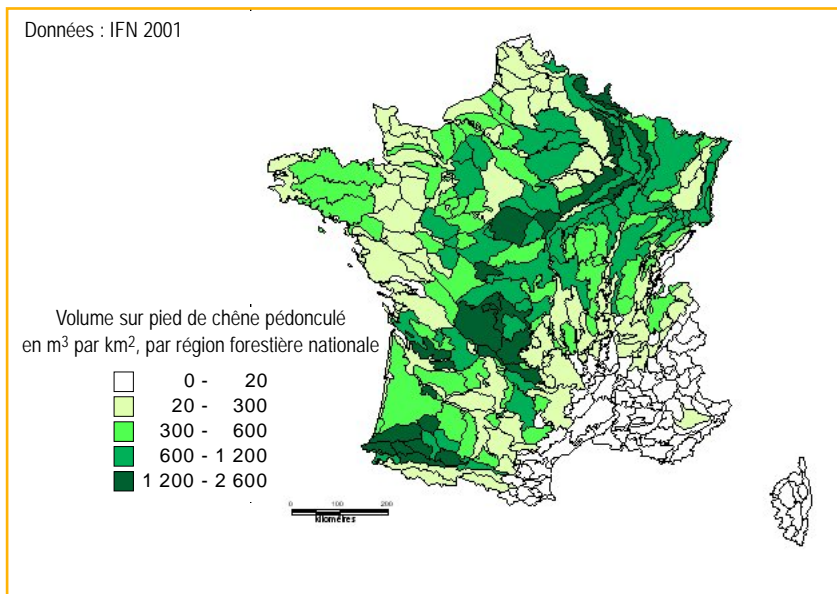 Données : IFN 2001
Volume sur pied de chêne pédonculé
en m³ par km², par région forestière nationale
0 - 20
20 - 300
300 - 600
600 - 1 200
1 200 - 2 600
0 100 200
kilomètres